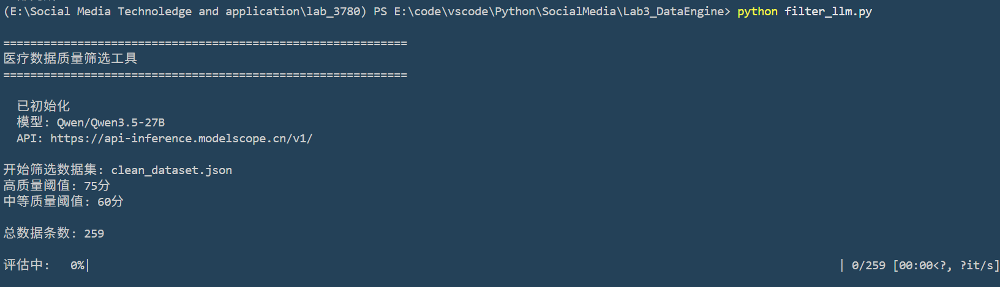 (E:\Social Media Technoledge and application\lab_3780) PS E:\code\vscode\Python\SocialMedia\Lab3_DataEngine> python filter_llm.py
============================================================
医疗数据质量筛选工具
============================================================
已初始化
模型: Qwen/Qwen3.5-27B
API: https://api-inference.modelscope.cn/v1/
开始筛选数据集: clean_dataset.json
高质量阈值: 75分
中等质量阈值: 60分
总数据条数: 259
评估中:   0%|          | 0/259 [00:00<?, ?it/s]